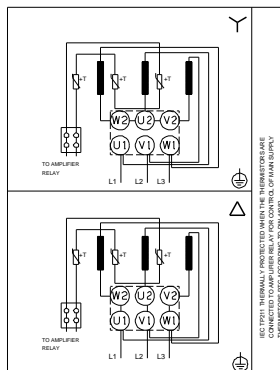 +T
+T
+T
W2 U2 V2
U1 V1 W1
TO AMPLIFIER
RELAY
L1 L2 L3
+T
+T
+T
W2 U2 V2
U1 V1 W1
TO AMPLIFIER
RELAY
L1 L2 L3
IEC TP211 THERMALLY PROTECTED WHEN THE THERMISTORS ARE
CONNECTED TO AMPLIFIER RELAY FOR CONTROL OF MAIN SUPPLY